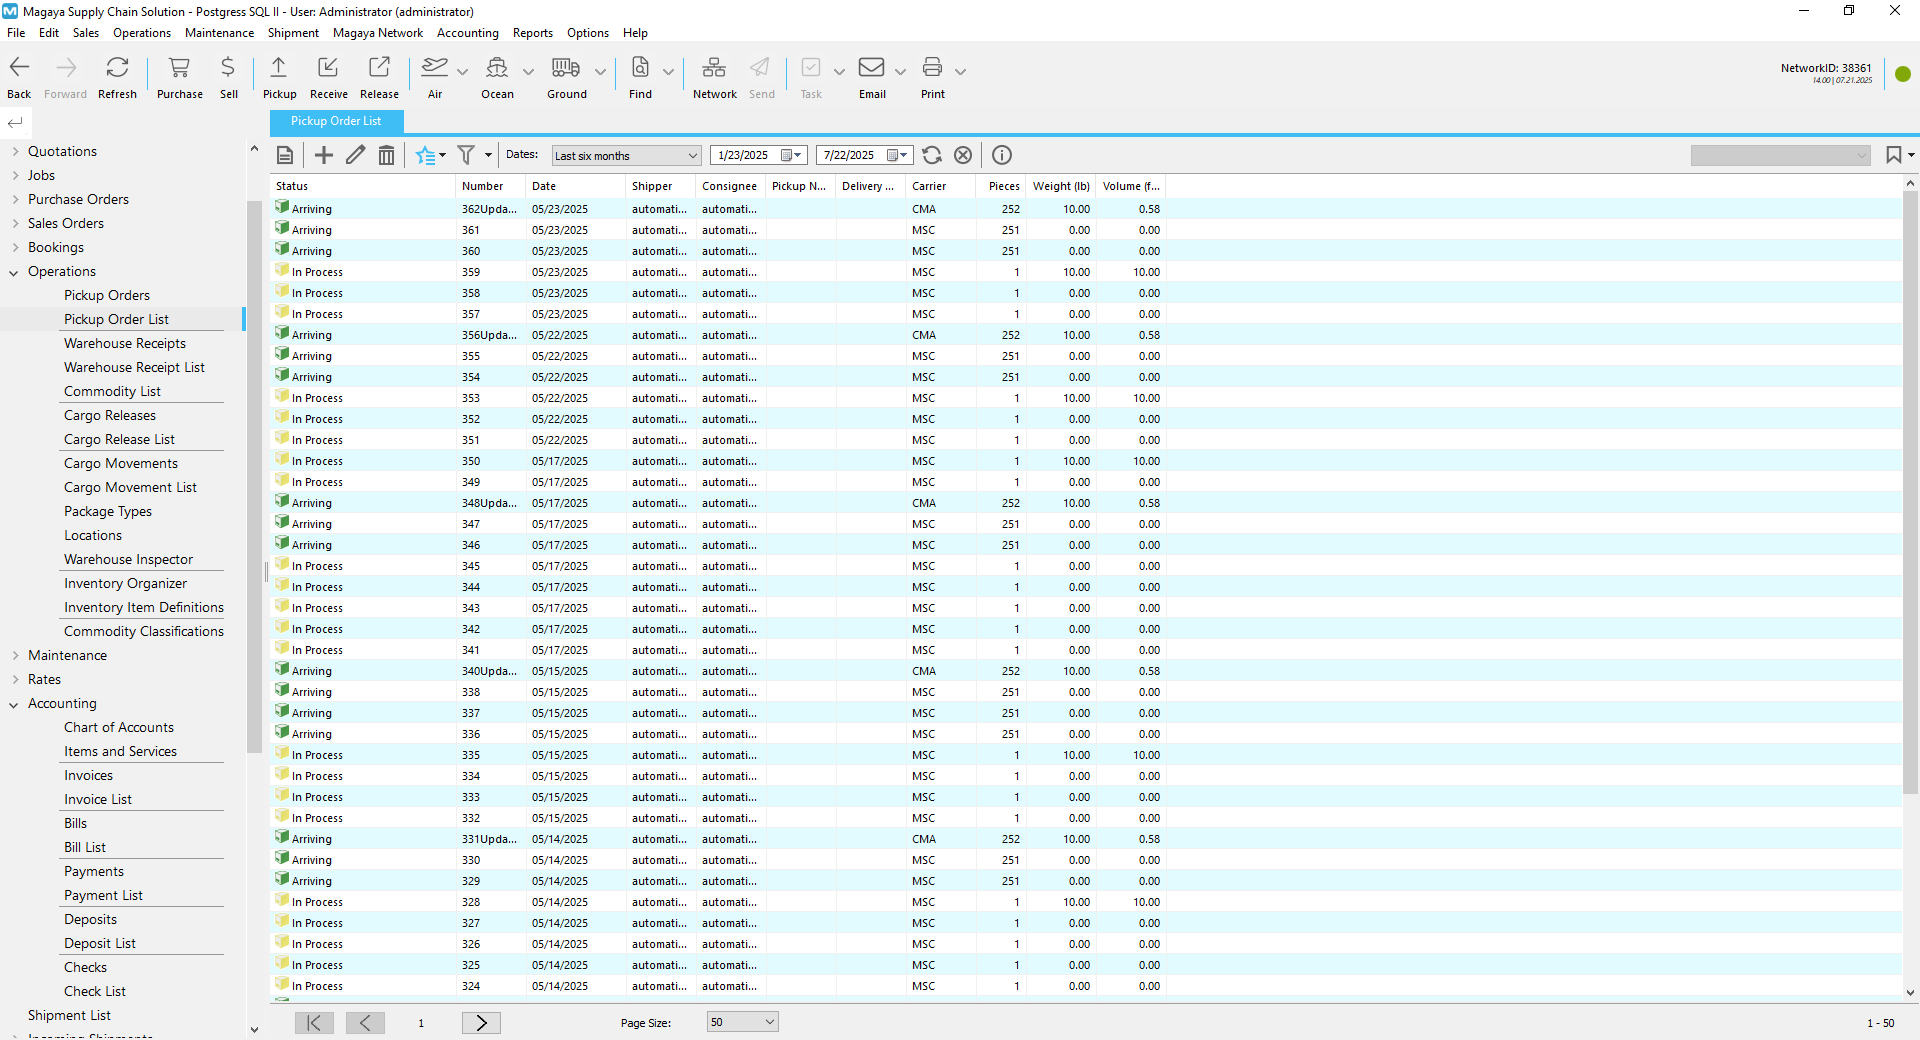 Magaya Supply Chain Solution - Postgress SQL II - User: Administrator (administrator)
File Edit Sales Operations Maintenance Shipment Magaya Network Accounting Reports Options Help
Back Forward Refresh Purchase Sell Pickup Receive Release Air Ocean Ground Find Network Send Task Email Print
NetworkID: 38361
14.00 | 07.21.2025
Pickup Order List
Dates: Last six months 1/23/2025 7/22/2025
Quotations
Jobs
Purchase Orders
Sales Orders
Bookings
Operations
Pickup Orders
Pickup Order List
Warehouse Receipts
Warehouse Receipt List
Commodity List
Cargo Releases
Cargo Release List
Cargo Movements
Cargo Movement List
Package Types
Locations
Warehouse Inspector
Inventory Organizer
Inventory Item Definitions
Commodity Classifications
Maintenance
Rates
Accounting
Chart of Accounts
Items and Services
Invoices
Invoice List
Bills
Bill List
Payments
Payment List
Deposits
Deposit List
Checks
Check List
Shipment List
Incoming Shipments
Status Number Date Shipper Consignee Pickup N... Delivery ... Carrier Pieces Weight (lb) Volume (f...
Arriving 362Upda... 05/23/2025 automati... automati... CMA 252 10.00 0.58
Arriving 361 05/23/2025 automati... automati... MSC 251 0.00 0.00
Arriving 360 05/23/2025 automati... automati... MSC 251 0.00 0.00
In Process 359 05/23/2025 automati... automati... MSC 1 10.00 10.00
In Process 358 05/23/2025 automati... automati... MSC 1 0.00 0.00
In Process 357 05/23/2025 automati... automati... MSC 1 0.00 0.00
Arriving 356Upda... 05/22/2025 automati... automati... CMA 252 10.00 0.58
Arriving 355 05/22/2025 automati... automati... MSC 251 0.00 0.00
Arriving 354 05/22/2025 automati... automati... MSC 251 0.00 0.00
In Process 353 05/22/2025 automati... automati... MSC 1 10.00 10.00
In Process 352 05/22/2025 automati... automati... MSC 1 0.00 0.00
In Process 351 05/22/2025 automati... automati... MSC 1 0.00 0.00
In Process 350 05/17/2025 automati... automati... MSC 1 10.00 10.00
In Process 349 05/17/2025 automati... automati... MSC 1 0.00 0.00
Arriving 348Upda... 05/17/2025 automati... automati... CMA 252 10.00 0.58
Arriving 347 05/17/2025 automati... automati... MSC 251 0.00 0.00
Arriving 346 05/17/2025 automati... automati... MSC 251 0.00 0.00
In Process 345 05/17/2025 automati... automati... MSC 1 0.00 0.00
In Process 344 05/17/2025 automati... automati... MSC 1 0.00 0.00
In Process 343 05/17/2025 automati... automati... MSC 1 0.00 0.00
In Process 342 05/17/2025 automati... automati... MSC 1 0.00 0.00
In Process 341 05/17/2025 automati... automati... MSC 1 0.00 0.00
Arriving 340Upda... 05/15/2025 automati... automati... CMA 252 10.00 0.58
Arriving 338 05/15/2025 automati... automati... MSC 251 0.00 0.00
Arriving 337 05/15/2025 automati... automati... MSC 251 0.00 0.00
Arriving 336 05/15/2025 automati... automati... MSC 251 0.00 0.00
In Process 335 05/15/2025 automati... automati... MSC 1 10.00 10.00
In Process 334 05/15/2025 automati... automati... MSC 1 0.00 0.00
In Process 333 05/15/2025 automati... automati... MSC 1 0.00 0.00
In Process 332 05/15/2025 automati... automati... MSC 1 0.00 0.00
Arriving 331Upda... 05/14/2025 automati... automati... CMA 252 10.00 0.58
Arriving 330 05/14/2025 automati... automati... MSC 251 0.00 0.00
Arriving 329 05/14/2025 automati... automati... MSC 251 0.00 0.00
In Process 328 05/14/2025 automati... automati... MSC 1 10.00 10.00
In Process 327 05/14/2025 automati... automati... MSC 1 0.00 0.00
In Process 326 05/14/2025 automati... automati... MSC 1 0.00 0.00
In Process 325 05/14/2025 automati... automati... MSC 1 0.00 0.00
In Process 324 05/14/2025 automati... automati... MSC 1 0.00 0.00
1 Page Size: 50 1 - 50